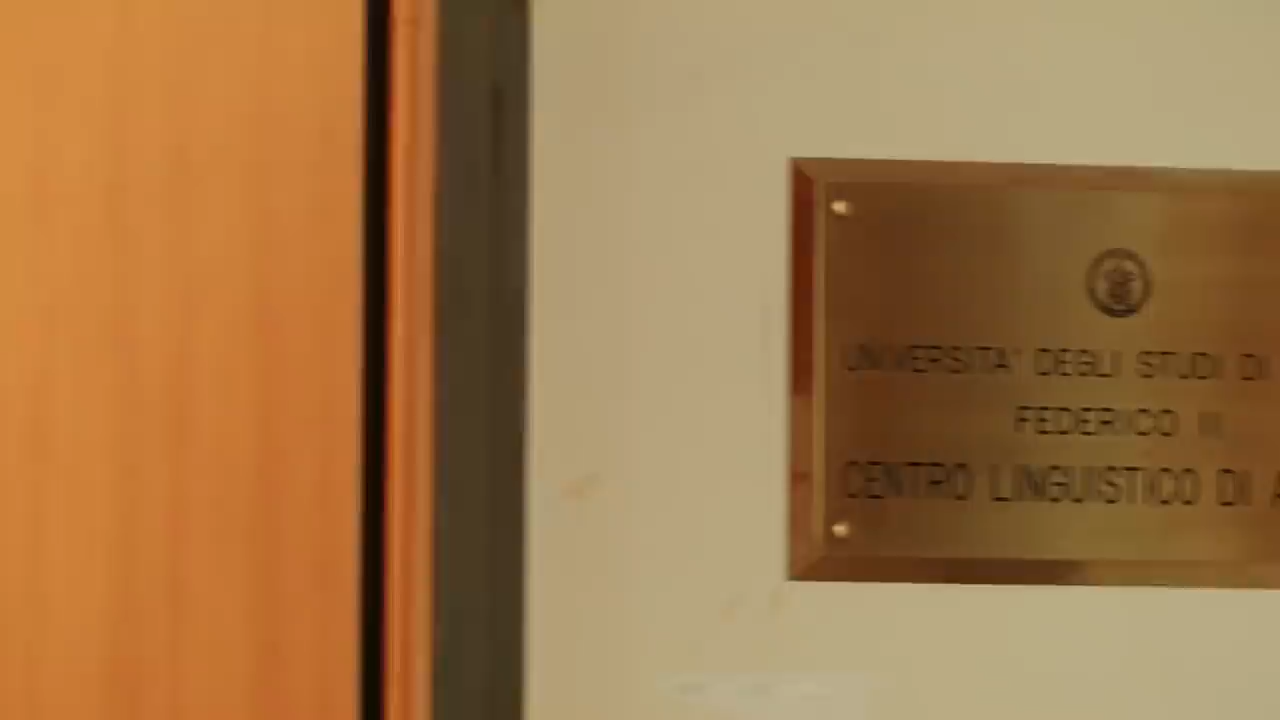 UNIVERSITA' DEGLI STUDI DI
FEDERICO II
CENTRO LINGUISTICO DI